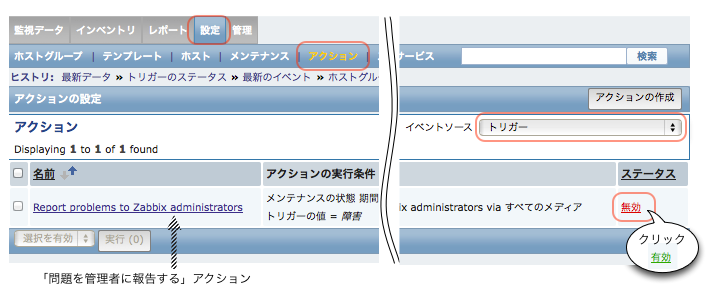 監視データ インベントリ レポート 設定 管理
ホストグループ | テンプレート | ホスト | メンテナンス | アクション | サービス 検索
ヒストリ: 最新データ » トリガーのステータス » 最新のイベント » ホストグル
アクションの設定 アクションの作成
アクション イベントソース トリガー
Displaying 1 to 1 of 1 found
名前 アクションの実行条件 ステータス
Report problems to Zabbix administrators メンテナンスの状態 期間 ix administrators via すべてのメディア 無効
トリガーの値 = 障害
選択を有効 実行 (0) クリック
有効
「問題を管理者に報告する」アクション